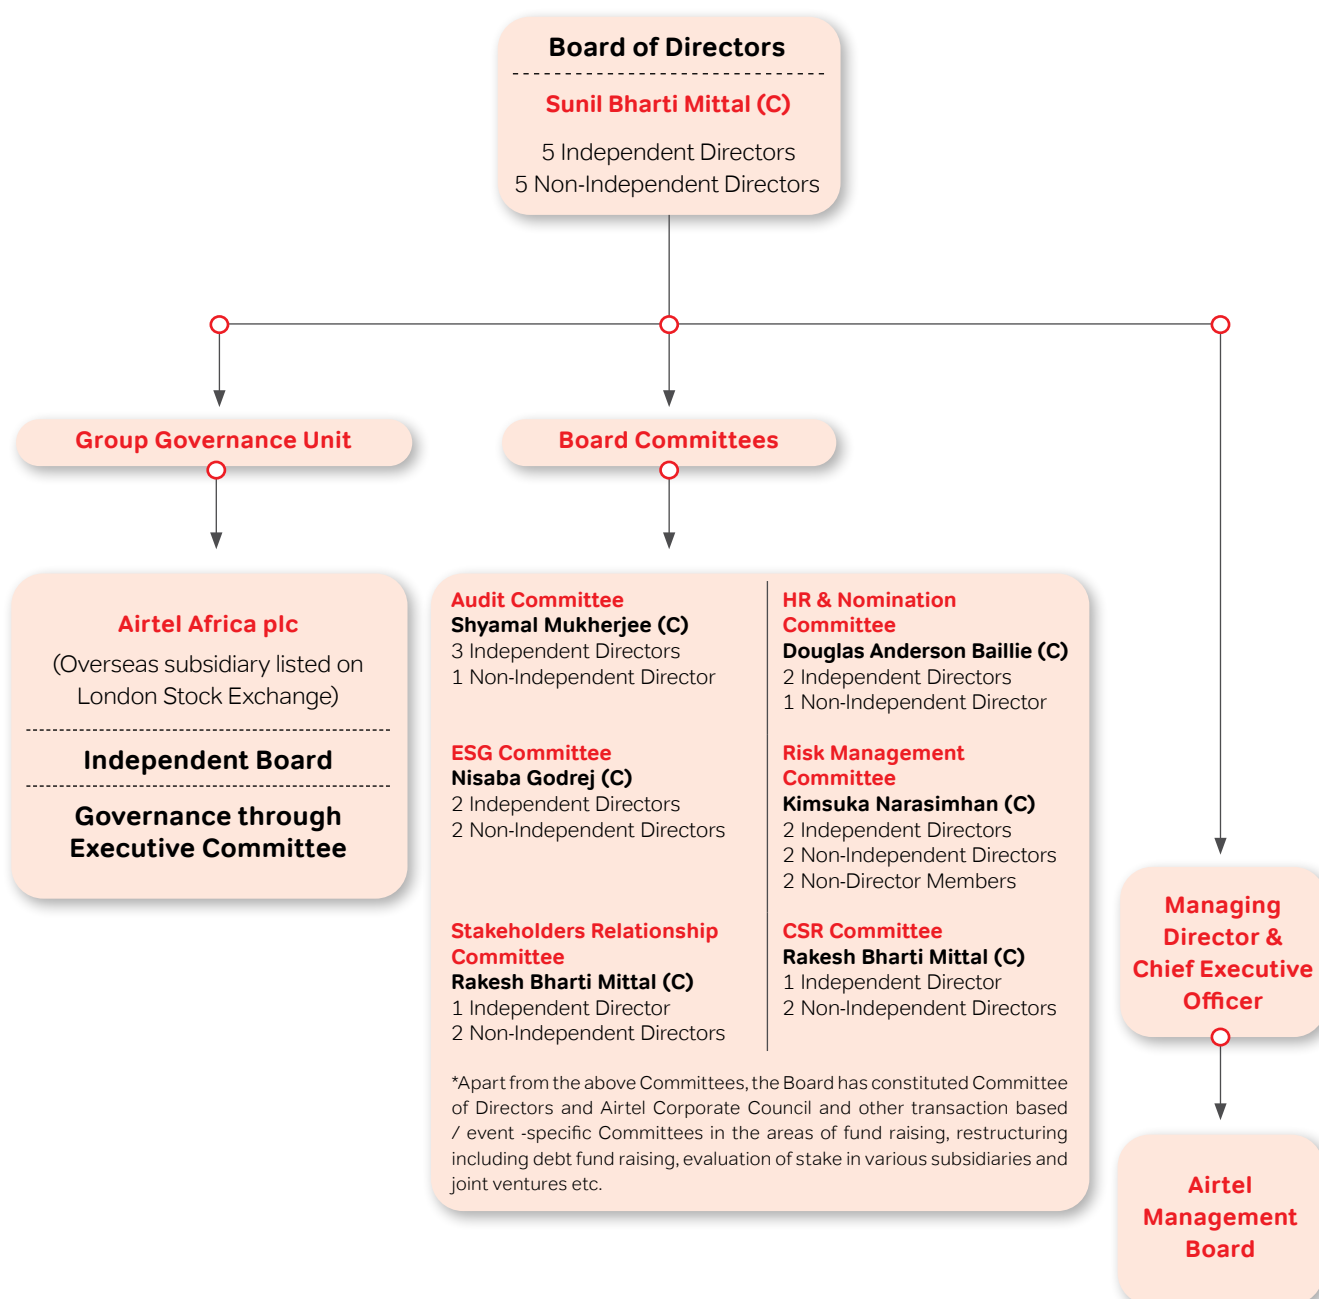 Board of Directors
Sunil Bharti Mittal (C)
5 Independent Directors
5 Non-Independent Directors
Group Governance Unit
Board Committees
Airtel Africa plc
(Overseas subsidiary listed on
London Stock Exchange)
Independent Board
Governance through
Executive Committee
Audit Committee
Shyamal Mukherjee (C)
3 Independent Directors
1 Non-Independent Director
HR & Nomination
Committee
Douglas Anderson Baillie (C)
2 Independent Directors
1 Non-Independent Director
ESG Committee
Nisaba Godrej (C)
2 Independent Directors
2 Non-Independent Directors
Risk Management
Committee
Kimsuka Narasimhan (C)
2 Independent Directors
2 Non-Independent Directors
2 Non-Director Members
Stakeholders Relationship
Committee
Rakesh Bharti Mittal (C)
1 Independent Director
2 Non-Independent Directors
CSR Committee
Rakesh Bharti Mittal (C)
1 Independent Director
2 Non-Independent Directors
*Apart from the above Committees, the Board has constituted Committee
of Directors and Airtel Corporate Council and other transaction based
/ event -specific Committees in the areas of fund raising, restructuring
including debt fund raising, evaluation of stake in various subsidiaries and
joint ventures etc.
Managing
Director &
Chief Executive
Officer
Airtel
Management
Board